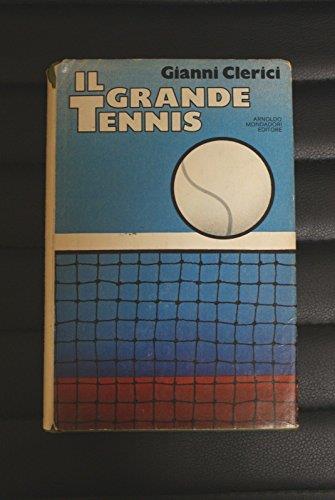 Gianni Clerici
IL
GRANDE
TENNIS
ARNOLDO
MONDADORI
EDITORE